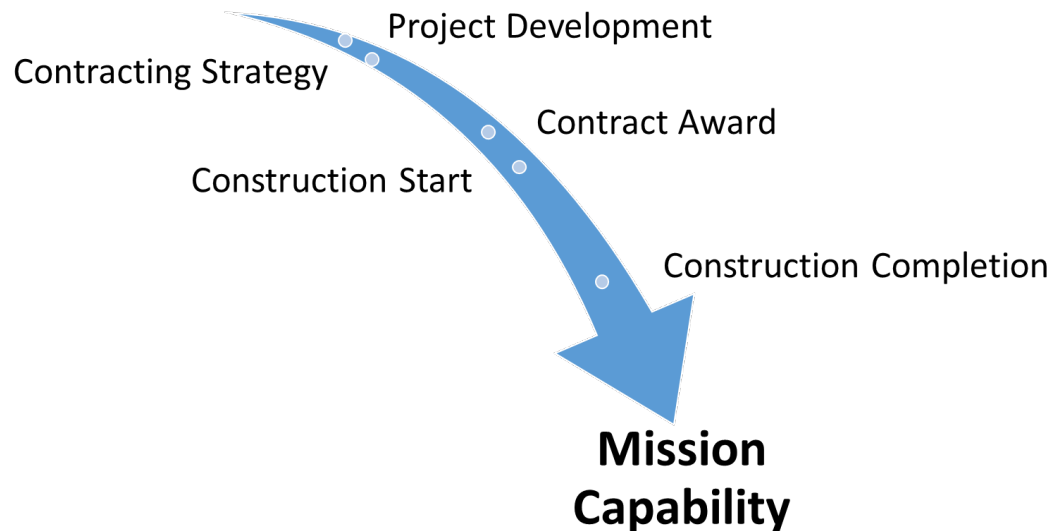 Project Development
Contracting Strategy
Contract Award
Construction Start
Construction Completion
Mission
Capability